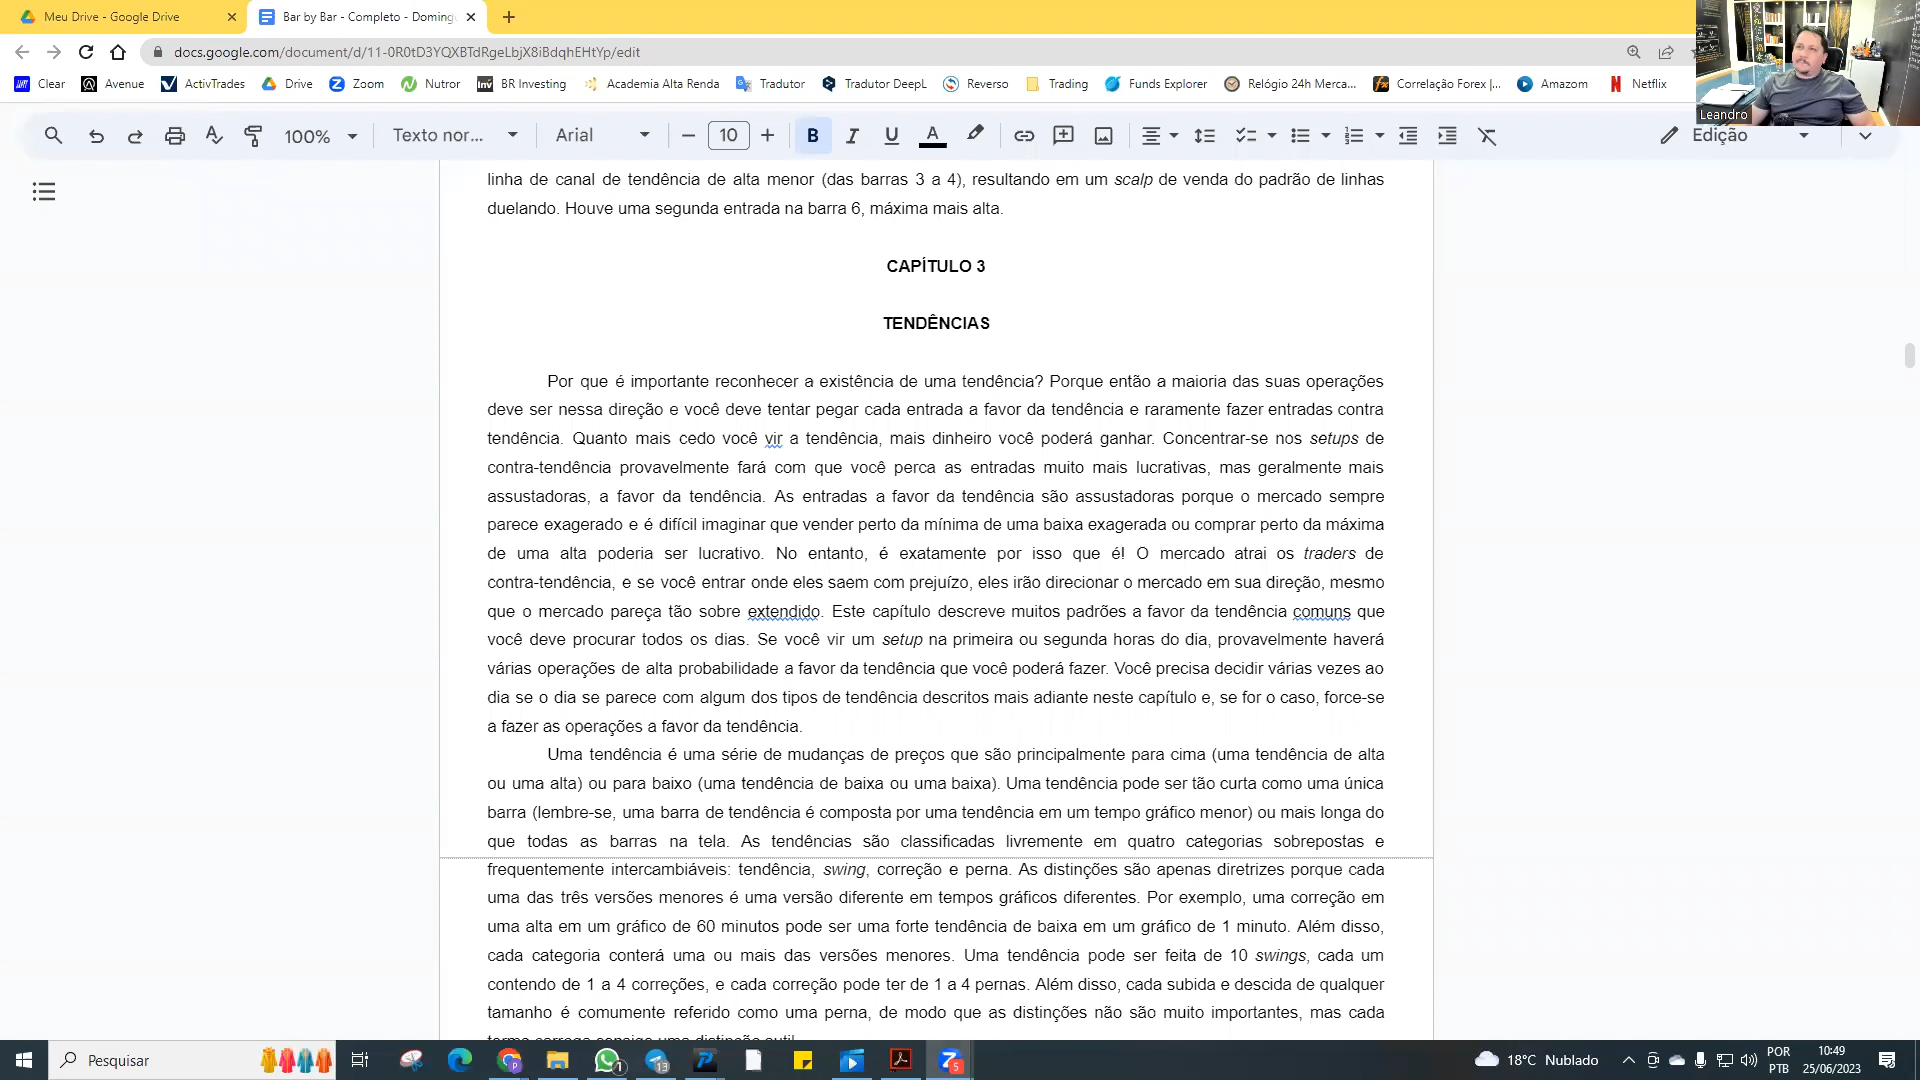 Meu Drive - Google Drive
Bar by Bar - Completo - Doming
docs.google.com/document/d/11-0R0tD3YQXBTdRgeLbjX8iBdqhEHtYp/edit
Clear Avenue ActivTrades Drive Zoom Nutror BR Investing Academia Alta Renda Tradutor Tradutor DeepL Reverso Trading Funds Explorer Relógio 24h Merca... Correlação Forex |... Amazom Netflix
Leandro
100% Texto nor... Arial 10 B I U A Edição
linha de canal de tendência de alta menor (das barras 3 a 4), resultando em um scalp de venda do padrão de linhas
duelando. Houve uma segunda entrada na barra 6, máxima mais alta.
CAPÍTULO 3
TENDÊNCIAS
Por que é importante reconhecer a existência de uma tendência? Porque então a maioria das suas operações
deve ser nessa direção e você deve tentar pegar cada entrada a favor da tendência e raramente fazer entradas contra
tendência. Quanto mais cedo você vir a tendência, mais dinheiro você poderá ganhar. Concentrar-se nos setups de
contra-tendência provavelmente fará com que você perca as entradas muito mais lucrativas, mas geralmente mais
assustadoras, a favor da tendência. As entradas a favor da tendência são assustadoras porque o mercado sempre
parece exagerado e é difícil imaginar que vender perto da mínima de uma baixa exagerada ou comprar perto da máxima
de uma alta poderia ser lucrativo. No entanto, é exatamente por isso que é! O mercado atrai os traders de
contra-tendência, e se você entrar onde eles saem com prejuízo, eles irão direcionar o mercado em sua direção, mesmo
que o mercado pareça tão sobre extendido. Este capítulo descreve muitos padrões a favor da tendência comuns que
você deve procurar todos os dias. Se você vir um setup na primeira ou segunda horas do dia, provavelmente haverá
várias operações de alta probabilidade a favor da tendência que você poderá fazer. Você precisa decidir várias vezes ao
dia se o dia se parece com algum dos tipos de tendência descritos mais adiante neste capítulo e, se for o caso, force-se
a fazer as operações a favor da tendência.
Uma tendência é uma série de mudanças de preços que são principalmente para cima (uma tendência de alta
ou uma alta) ou para baixo (uma tendência de baixa ou uma baixa). Uma tendência pode ser tão curta como uma única
barra (lembre-se, uma barra de tendência é composta por uma tendência em um tempo gráfico menor) ou mais longa do
que todas as barras na tela. As tendências são classificadas livremente em quatro categorias sobrepostas e
frequentemente intercambiáveis: tendência, swing, correção e perna. As distinções são apenas diretrizes porque cada
uma das três versões menores é uma versão diferente em tempos gráficos diferentes. Por exemplo, uma correção em
uma alta em um gráfico de 60 minutos pode ser uma forte tendência de baixa em um gráfico de 1 minuto. Além disso,
cada categoria conterá uma ou mais das versões menores. Uma tendência pode ser feita de 10 swings, cada um
contendo de 1 a 4 correções, e cada correção pode ter de 1 a 4 pernas. Além disso, cada subida e descida de qualquer
tamanho é comumente referido como uma perna, de modo que as distinções não são muito importantes, mas cada
Pesquisar
18°C Nublado
POR
PTB
10:49
25/06/2023